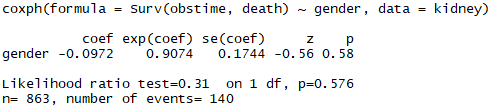 coxph(formula = Surv(obstime, death) ~ gender, data = kidney)
coef exp(coef) se(coef) z p
gender -0.0972 0.9074 0.1744 -0.56 0.58
Likelihood ratio test=0.31 on 1 df, p=0.576
n= 863, number of events= 140